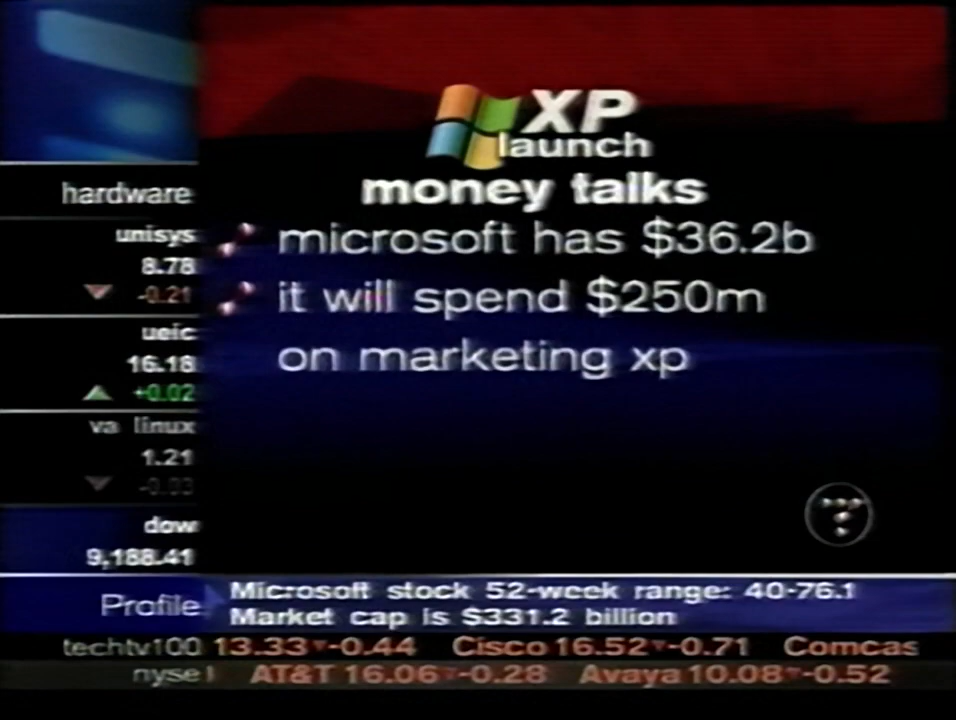 XP
launch
money talks
microsoft has $36.2b
it will spend $250m
on marketing xp
hardware
unisys
8.78
-0.21
ueic
16.18
+0.02
va linux
1.21
-0.03
dow
9,188.41
Profile
Microsoft stock 52-week range: 40-76.1
Market cap is $331.2 billion
techtv100 13.33 -0.44 Cisco 16.52 -0.71 Comcas
nyse AT&T 16.06 -0.28 Avaya 10.08 -0.52